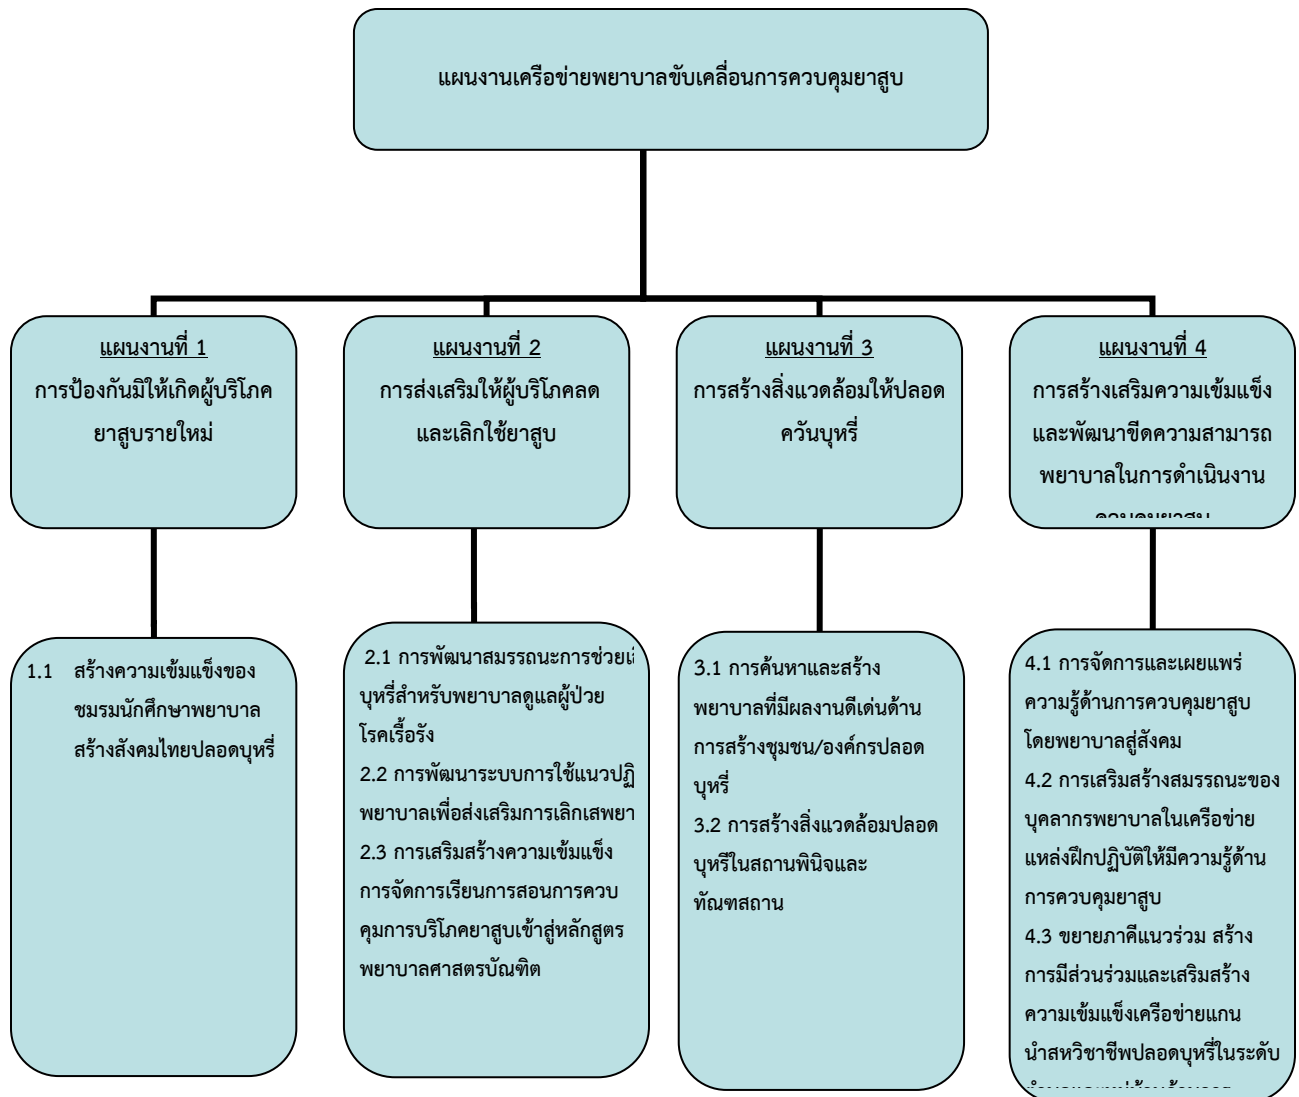 แผนงานเครือข่ายพยาบาลขับเคลื่อนการควบคุมยาสูบ
แผนงานที่ 1
การป้องกันมิให้เกิดผู้บริโภค
ยาสูบรายใหม่
แผนงานที่ 2
การส่งเสริมให้ผู้บริโภคลด
และเลิกใช้ยาสูบ
แผนงานที่ 3
การสร้างสิ่งแวดล้อมให้ปลอด
ควันบุหรี่
แผนงานที่ 4
การสร้างเสริมความเข้มแข็ง
และพัฒนาขีดความสามารถ
พยาบาลในการดำเนินงาน
ควบคุมยาสูบ
1.1 สร้างความเข้มแข็งของ
ชมรมนักศึกษาพยาบาล
สร้างสังคมไทยปลอดบุหรี่
2.1 การพัฒนาสมรรถนะการช่วย
บุหรี่สำหรับพยาบาลดูแลผู้ป่วย
โรคเรื้อรัง
2.2 การพัฒนาระบบการใช้แนวปฏิ
พยาบาลเพื่อส่งเสริมการเลิกเสพยา
2.3 การเสริมสร้างความเข้มแข็ง
การจัดการเรียนการสอนการควบ
คุมการบริโภคยาสูบเข้าสู่หลักสูตร
พยาบาลศาสตรบัณฑิต
3.1 การค้นหาและสร้าง
พยาบาลที่มีผลงานดีเด่นด้าน
การสร้างชุมชน/องค์กรปลอด
บุหรี่
3.2 การสร้างสิ่งแวดล้อมปลอด
บุหรี่ในสถานพินิจและ
ทัณฑสถาน
4.1 การจัดการและเผยแพร่
ความรู้ด้านการควบคุมยาสูบ
โดยพยาบาลสู่สังคม
4.2 การเสริมสร้างสมรรถนะของ
บุคลากรพยาบาลในเครือข่าย
แหล่งฝึกปฏิบัติให้มีความรู้ด้าน
การควบคุมยาสูบ
4.3 ขยายภาคีแนวร่วม สร้าง
การมีส่วนร่วมและเสริมสร้าง
ความเข้มแข็งเครือข่ายแกน
นำสหวิชาชีพปลอดบุหรี่ในระดับ